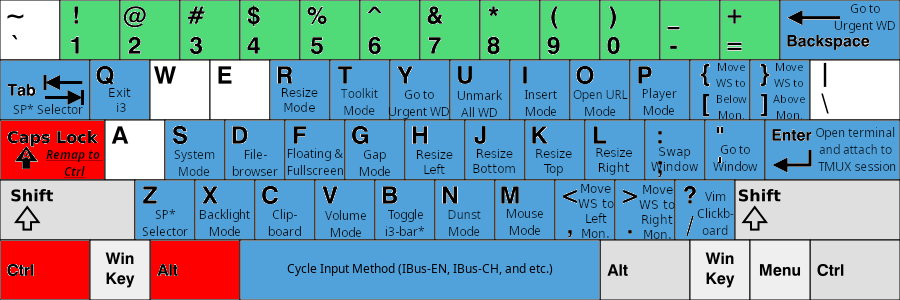 ~ ! @ # $ % ^ & * ( ) _ + Go to
Urgent WD
` 1 2 3 4 5 6 7 8 9 0 - = Backspace
Tab
SP* Selector
Q
Exit
i3
W
E
R
Resize
Mode
T
Toolkit
Mode
Y
Go to
Urgent WD
U
Unmark
All WD
I
Insert
Mode
O
Open URL
Mode
P
Player
Mode
{ Move
WS to
[ Below
Mon.
} Move
WS to
] Above
Mon.
|
\
Caps Lock
Remap to
Ctrl
A
S
System
Mode
D
File-
browser
F
Floating &
Fullscreen
G
Gap
Mode
H
Resize
Left
J
Resize
Bottom
K
Resize
Top
L
Resize
Right
:
Swap
; Window
"
Go to
' Window
Enter Open terminal
and attach to
TMUX session
Shift
Z
SP*
Selector
X
Backlight
Mode
C
Clip-
board
V
Volume
Mode
B
Toggle
i3-bar*
N
Dunst
Mode
M
Mouse
Mode
< Move
WS to
Left
, Mon.
> Move
WS to
Right
. Mon.
? Vim
Clickb-
/ oard
Shift
Ctrl
Win
Key
Alt
Cycle Input Method (IBus-EN, IBus-CH, and etc.)
Alt
Win
Key
Menu
Ctrl